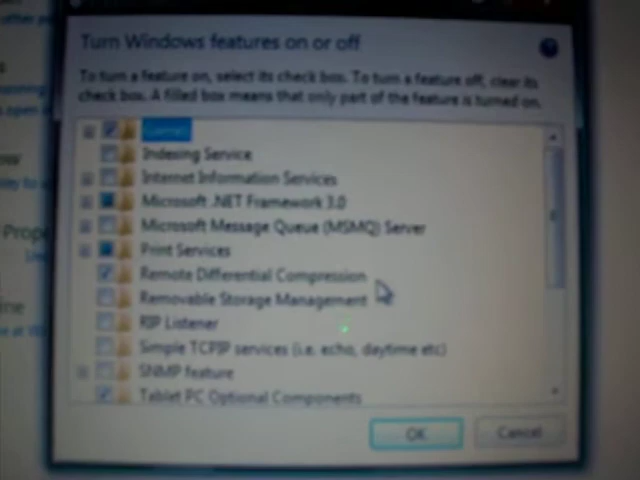 Turn Windows features on or off
To turn a feature on, select its check box. To turn a feature off, clear its
check box. A filled box means that only part of the feature is turned on.
Games
Indexing Service
Internet Information Services
Microsoft .NET Framework 3.0
Microsoft Message Queue (MSMQ) Server
Print Services
Remote Differential Compression
Removable Storage Management
RIP Listener
Simple TCPIP services (i.e. echo, daytime etc)
SNMP feature
Tablet PC Optional Components
OK
Cancel